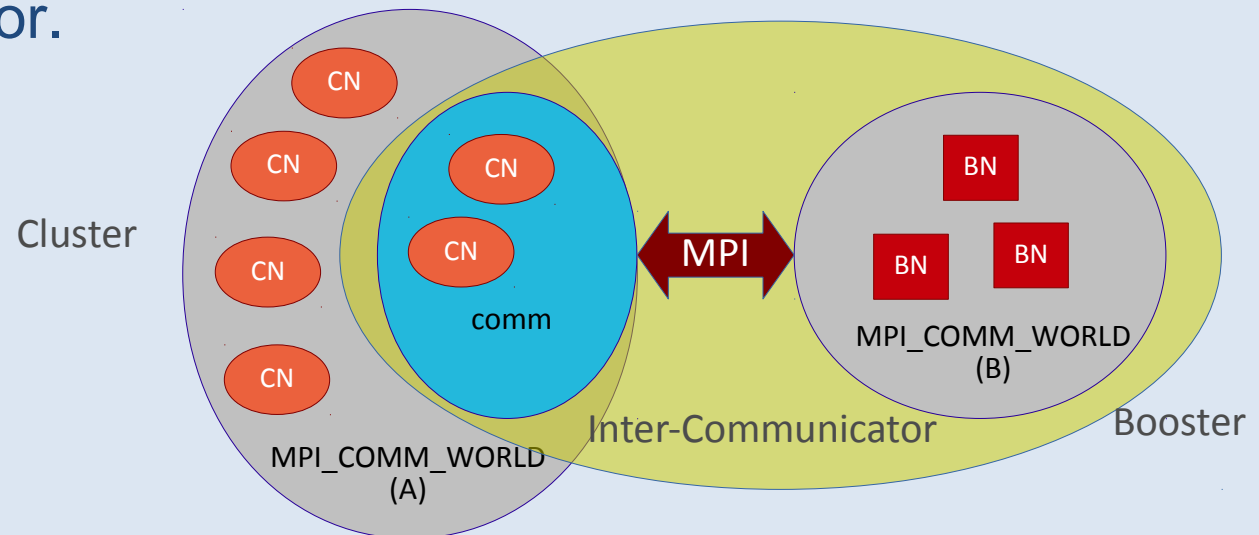 or.
CN
CN
CN
CN
CN
CN
Cluster
comm
MPI
BN
BN
BN
MPI_COMM_WORLD
(B)
Inter-Communicator
Booster
MPI_COMM_WORLD
(A)